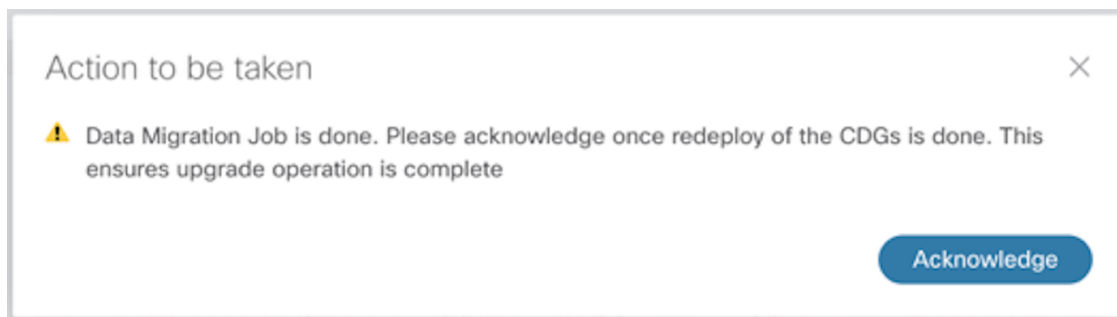 Action to be taken
Data Migration Job is done. Please acknowledge once redeploy of the CDGs is done. This
ensures upgrade operation is complete
Acknowledge